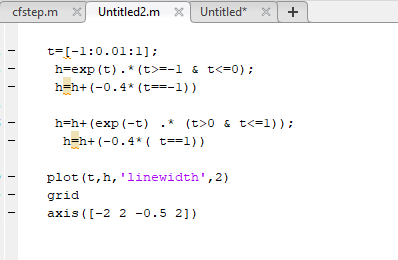 cfstep.m Untitled2.m Untitled*
t=[-1:0.01:1];
h=exp(t).*(t>=-1 & t<=0);
h=h+(-0.4*(t==-1))
h=h+(exp(-t) .* (t>0 & t<=1));
h=h+(-0.4*( t==1))
plot(t,h,'linewidth',2)
grid
axis([-2 2 -0.5 2])